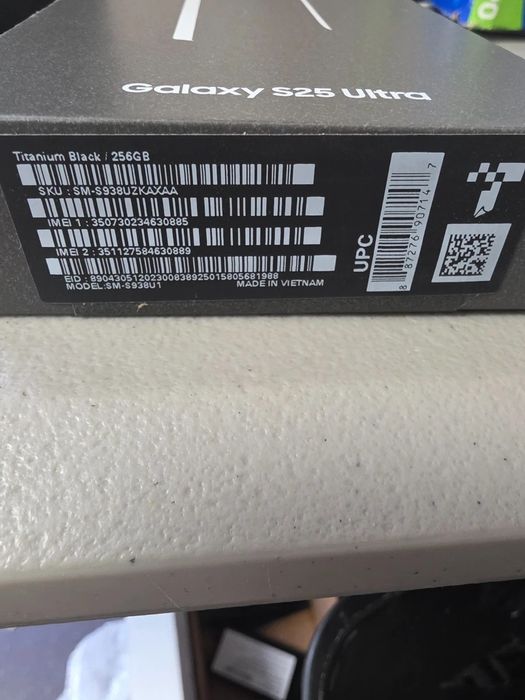 Galaxy S25 Ultra
Titanium Black / 256GB
SKU : SM-S938UZKAXAA
IMEI 1 : 350730234630885
IMEI 2 : 351127584630889
EID : 89043051202300838925015805681988
MODEL:SM-S938U1 MADE IN VIETNAM
UPC
8 87276 90714 7